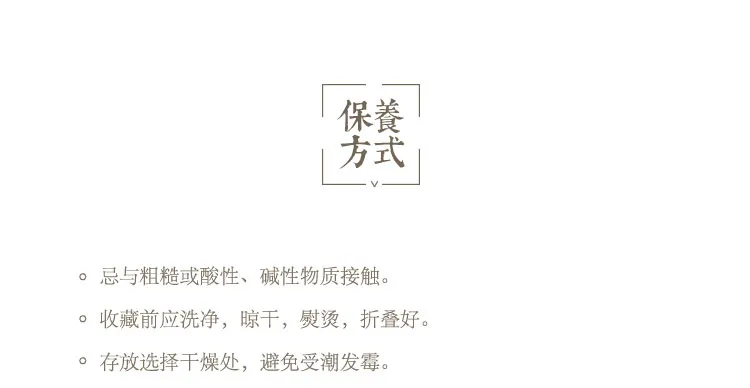 保養
方式
忌与粗糙或酸性、碱性物质接触。
收藏前应洗净，晾干，熨烫，折叠好。
存放选择干燥处，避免受潮发霉。